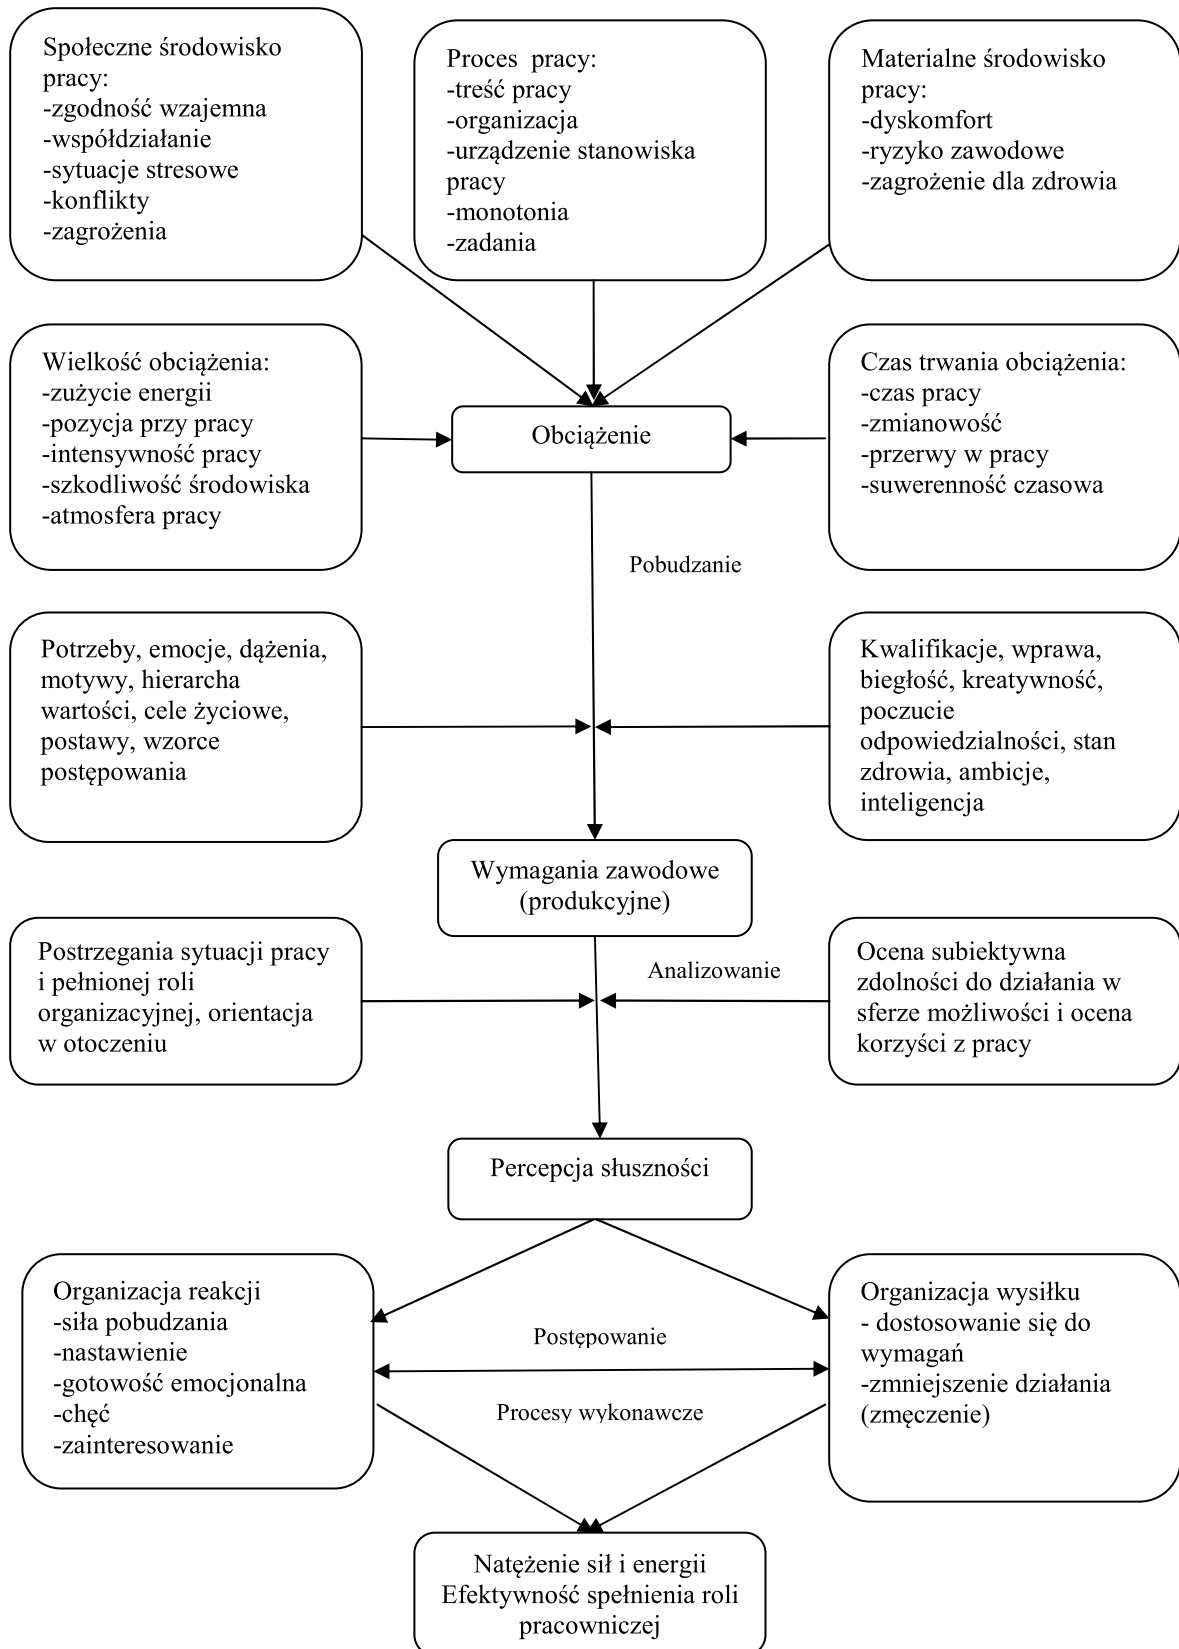 Społeczne środowisko
pracy:
-zgodność wzajemna
-współdziałanie
-sytuacje stresowe
-konflikty
-zagrożenia
Proces pracy:
-treść pracy
-organizacja
-urządzenie stanowiska
pracy
-monotonia
-zadania
Materialne środowisko
pracy:
-dyskomfort
-ryzyko zawodowe
-zagrożenie dla zdrowia
Wielkość obciążenia:
-zużycie energii
-pozycja przy pracy
-intensywność pracy
-szkodliwość środowiska
-atmosfera pracy
Obciążenie
Czas trwania obciążenia:
-czas pracy
-zmianowość
-przerwy w pracy
-suwerenność czasowa
Pobudzanie
Potrzeby, emocje, dążenia,
motywy, hierarcha
wartości, cele życiowe,
postawy, wzorce
postępowania
Kwalifikacje, wprawa,
biegłość, kreatywność,
poczucie
odpowiedzialności, stan
zdrowia, ambicje,
inteligencja
Wymagania zawodowe
(produkcyjne)
Postrzegania sytuacji pracy
i pełnionej roli
organizacyjnej, orientacja
w otoczeniu
Analizowanie
Ocena subiektywna
zdolności do działania w
sferze możliwości i ocena
korzyści z pracy
Percepcja słuszności
Organizacja reakcji
-siła pobudzania
-nastawienie
-gotowość emocjonalna
-chęć
-zainteresowanie
Postępowanie
Procesy wykonawcze
Organizacja wysiłku
- dostosowanie się do
wymagań
-zmniejszenie działania
(zmęczenie)
Natężenie sił i energii
Efektywność spełnienia roli
pracowniczej